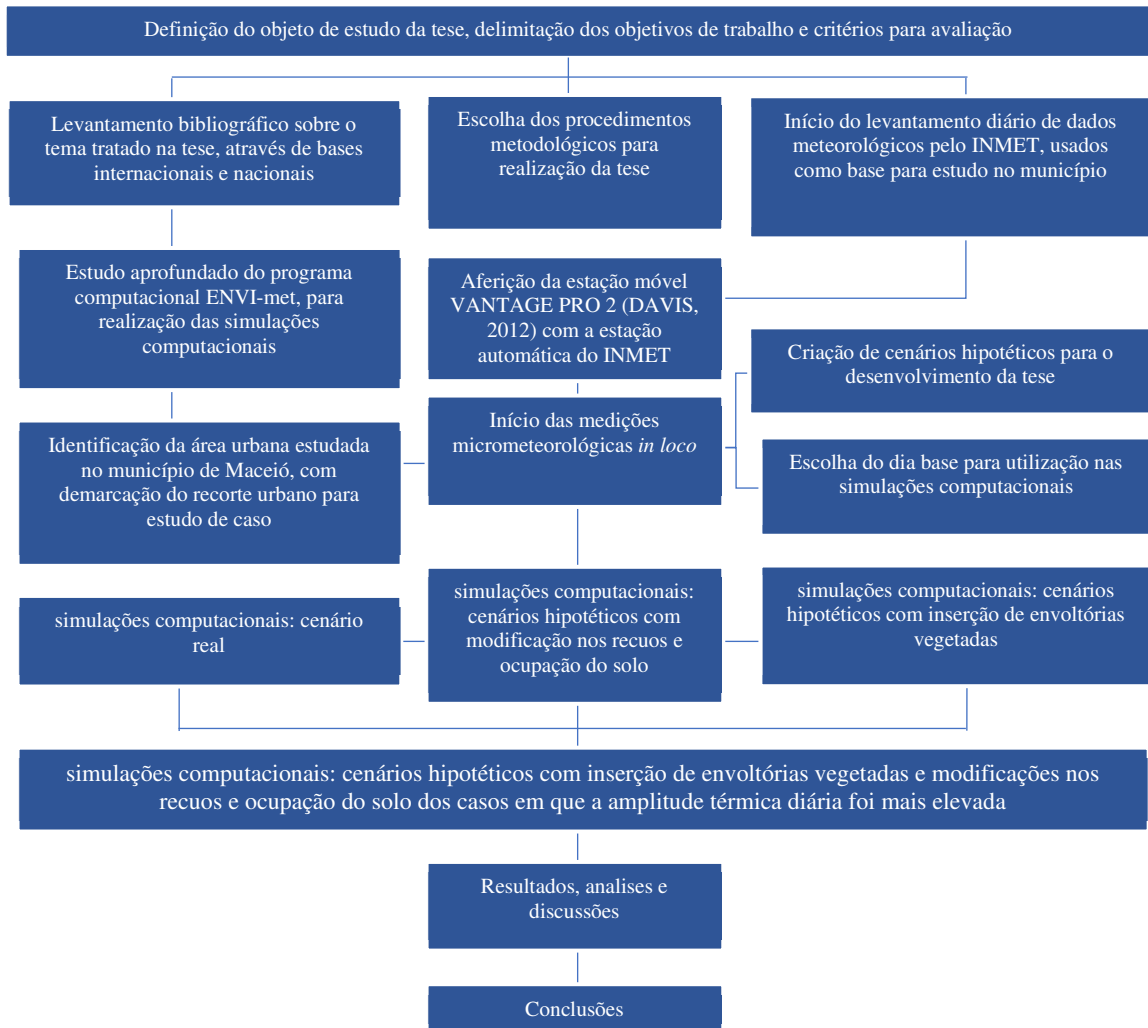 Definição do objeto de estudo da tese, delimitação dos objetivos de trabalho e critérios para avaliação
Levantamento bibliográfico sobre o
tema tratado na tese, através de bases
internacionais e nacionais
Escolha dos procedimentos
metodológicos para
realização da tese
Início do levantamento diário de dados
meteorológicos pelo INMET, usados
como base para estudo no município
Estudo aprofundado do programa
computacional ENVI-met, para
realização das simulações
computacionais
Aferição da estação móvel
VANTAGE PRO 2 (DAVIS,
2012) com a estação
automática do INMET
Criação de cenários hipotéticos para o
desenvolvimento da tese
Identificação da área urbana estudada
no município de Maceió, com
demarcação do recorte urbano para
estudo de caso
Início das medições
micrometeorológicas in loco
Escolha do dia base para utilização nas
simulações computacionais
simulações computacionais: cenário
real
simulações computacionais:
cenários hipotéticos com
modificação nos recuos e
ocupação do solo
simulações computacionais: cenários
hipotéticos com inserção de envoltórias
vegetadas
simulações computacionais: cenários hipotéticos com inserção de envoltórias vegetadas e modificações nos
recuos e ocupação do solo dos casos em que a amplitude térmica diária foi mais elevada
Resultados, analises e
discussões
Conclusões